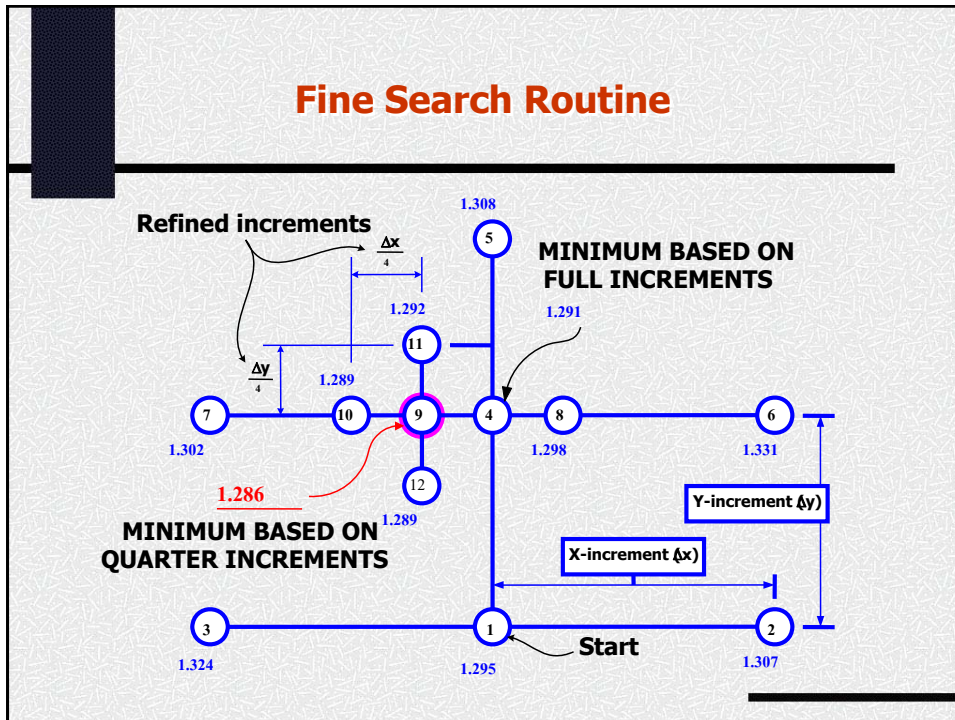 Fine Search Routine
1.308
Refined increments
5
Δx
4
MINIMUM BASED ON
FULL INCREMENTS
1.292
1.291
11
Δy
4
1.289
7
10
9
4
8
6
1.302
1.298
1.331
12
1.286
1.289
Y-increment (Δy)
MINIMUM BASED ON
QUARTER INCREMENTS
X-increment (Δx)
3
1
2
Start
1.324
1.295
1.307